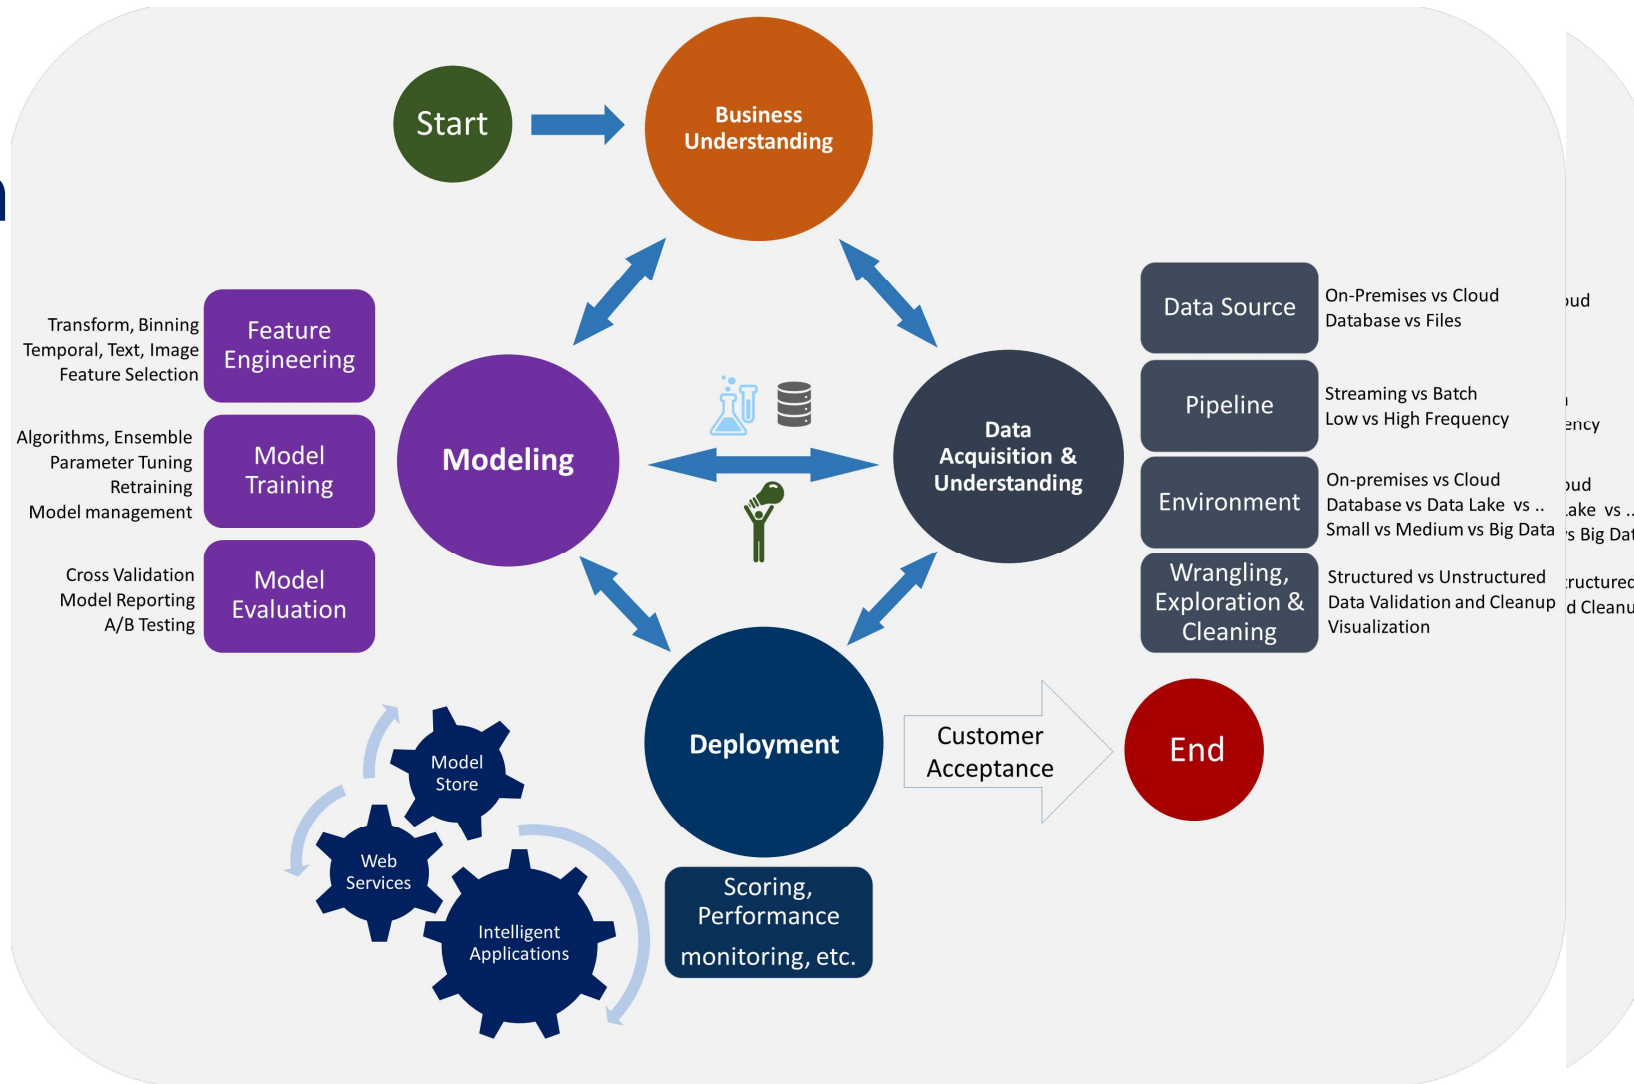 Start
Business
Understanding
Feature
Engineering
Transform, Binning
Temporal, Text, Image
Feature Selection
Model
Training
Algorithms, Ensemble
Parameter Tuning
Retraining
Model management
Model
Evaluation
Cross Validation
Model Reporting
A/B Testing
Modeling
Data
Acquisition &
Understanding
Data Source
On-Premises vs Cloud
Database vs Files
Pipeline
Streaming vs Batch
Low vs High Frequency
Environment
On-premises vs Cloud
Database vs Data Lake vs ..
Small vs Medium vs Big Data
Wrangling,
Exploration &
Cleaning
Structured vs Unstructured
Data Validation and Cleanup
Visualization
Deployment
Customer
Acceptance
End
Model
Store
Web
Services
Intelligent
Applications
Scoring,
Performance
monitoring, etc.